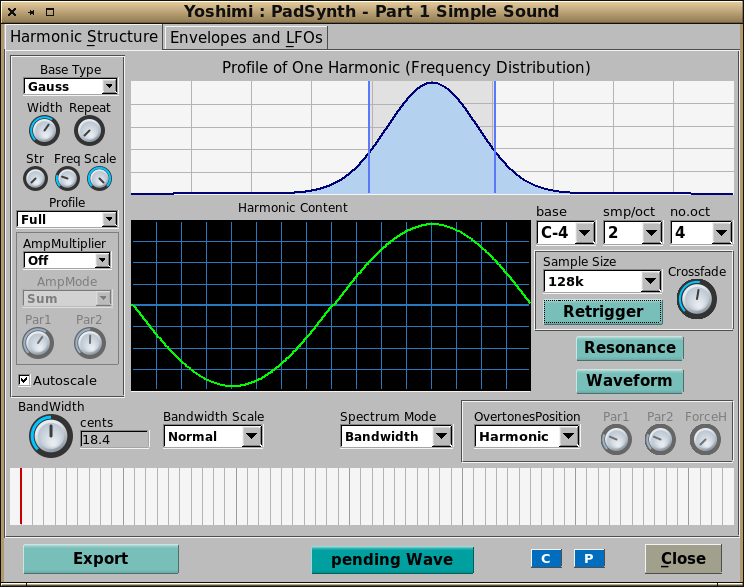 Yoshimi : PadSynth - Part 1 Simple Sound
Harmonic Structure
Envelopes and LFOs
Base Type
Gauss
Width Repeat
Str Freq Scale
Profile
Full
AmpMultiplier
Off
AmpMode
Sum
Par1 Par2
Autoscale
Profile of One Harmonic (Frequency Distribution)
Harmonic Content
base smp/oct no.oct
C-4 2 4
Sample Size
128k
Crossfade
Retrigger
Resonance
Waveform
BandWidth
cents
18.4
Bandwidth Scale
Normal
Spectrum Mode
Bandwidth
OvertonesPosition
Harmonic
Par1 Par2 ForceH
Export
pending Wave
C P
Close